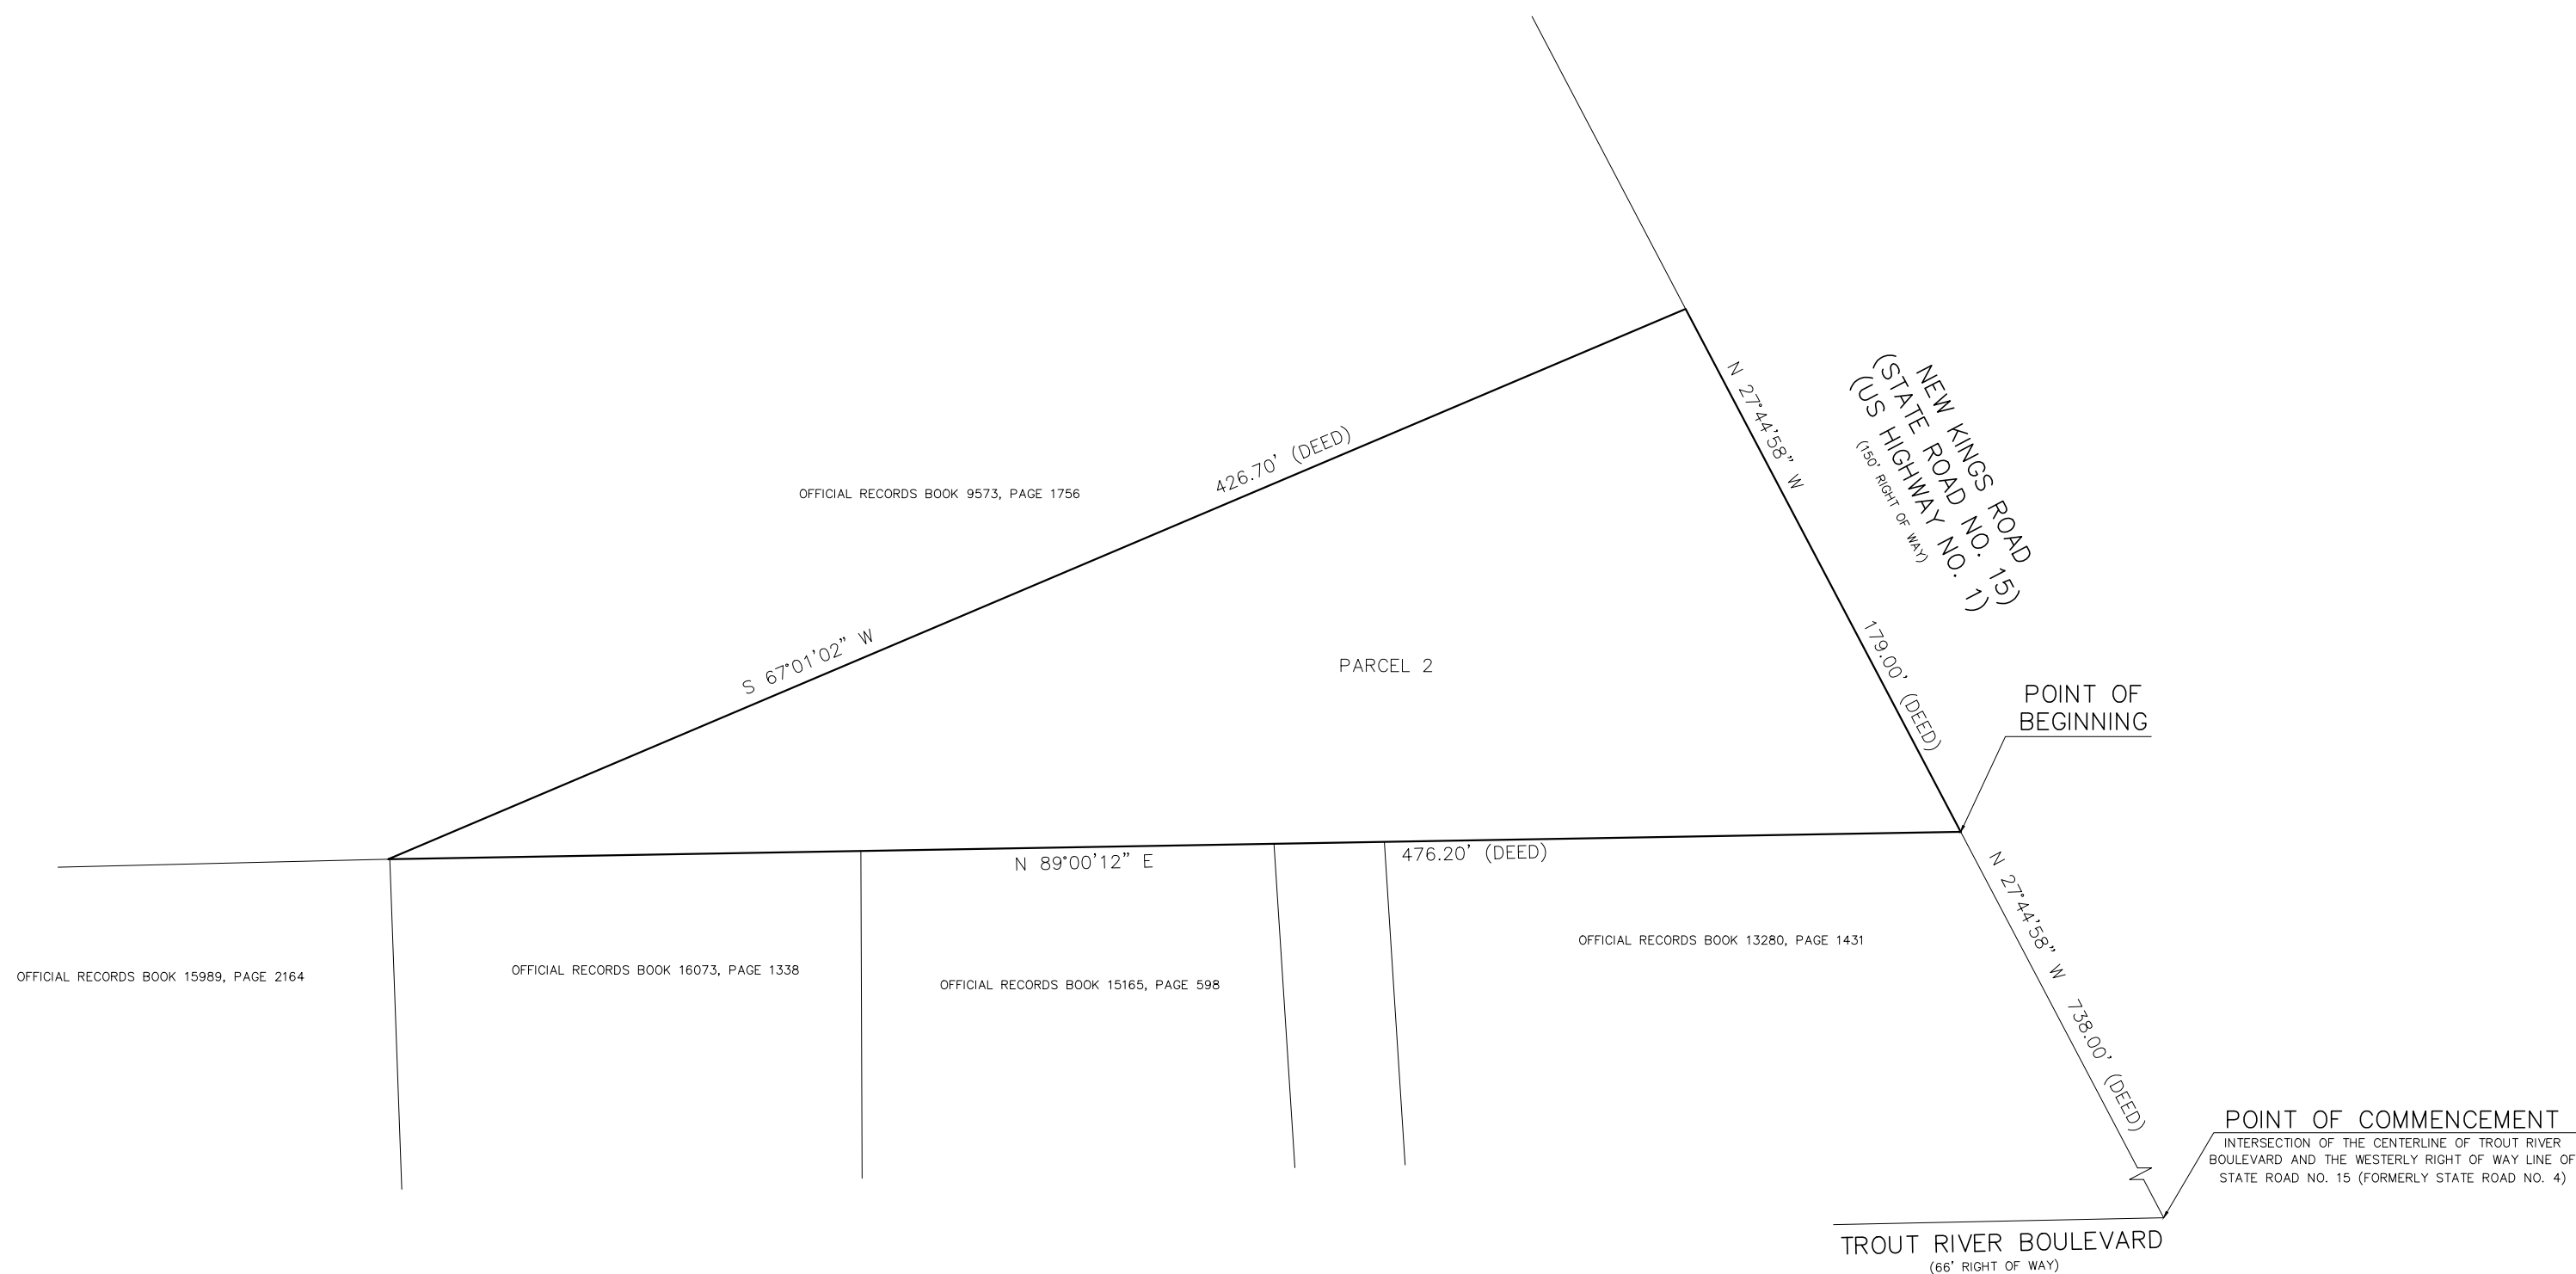 NEW KINGS ROAD
(STATE ROAD NO. 15)
(US HIGHWAY NO. 1)
(150' RIGHT OF WAY)
N 27°44'58" W
179.00' (DEED)
426.70' (DEED)
S 67°01'02" W
OFFICIAL RECORDS BOOK 9573, PAGE 1756
PARCEL 2
POINT OF
BEGINNING
N 89°00'12" E
476.20' (DEED)
N 27°44'58" W 738.00' (DEED)
OFFICIAL RECORDS BOOK 15989, PAGE 2164
OFFICIAL RECORDS BOOK 16073, PAGE 1338
OFFICIAL RECORDS BOOK 15165, PAGE 598
OFFICIAL RECORDS BOOK 13280, PAGE 1431
POINT OF COMMENCEMENT
INTERSECTION OF THE CENTERLINE OF TROUT RIVER
BOULEVARD AND THE WESTERLY RIGHT OF WAY LINE OF
STATE ROAD NO. 15 (FORMERLY STATE ROAD NO. 4)
TROUT RIVER BOULEVARD
(66' RIGHT OF WAY)